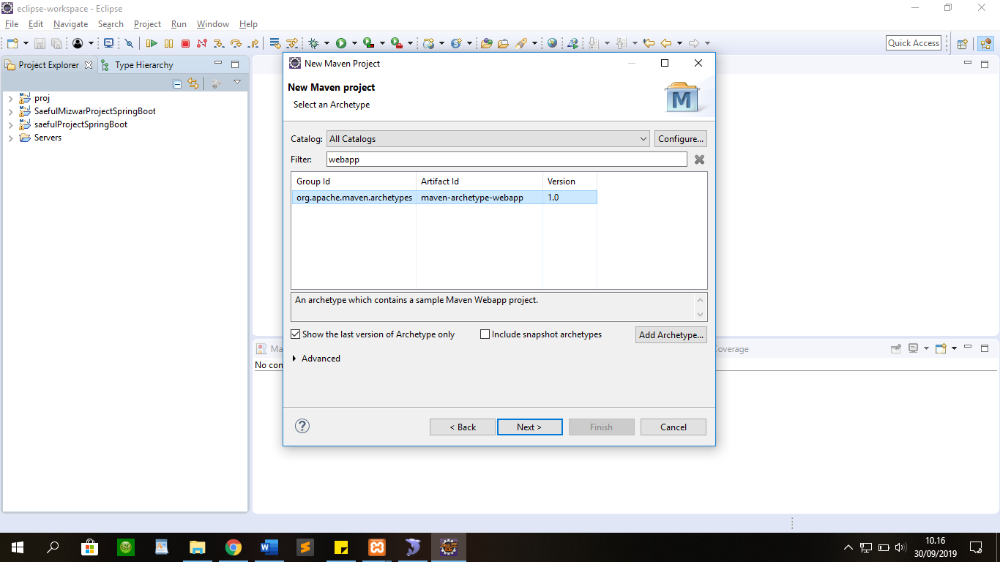 eclipse-workspace - Eclipse
File Edit Navigate Search Project Run Window Help
Quick Access
Project Explorer Type Hierarchy
proj
SaefulMizwarProjectSpringBoot
saefulProjectSpringBoot
Servers
New Maven Project
New Maven project
Select an Archetype
M
Catalog: All Catalogs Configure...
Filter: webapp
Group Id Artifact Id Version
org.apache.maven.archetypes maven-archetype-webapp 1.0
An archetype which contains a sample Maven Webapp project.
Show the last version of Archetype only Include snapshot archetypes Add Archetype...
Advanced
Ma
overage
No con
< Back Next > Finish Cancel
10.16
30/09/2019